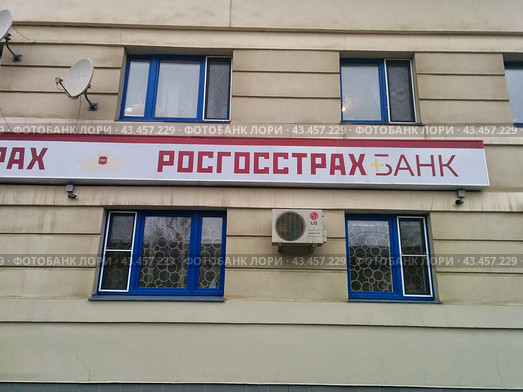 · ФОТОБАНК ЛОРИ · 43.457.229 · ФОТОБАНК ЛОРИ · 43.457.229 · ФОТОБАНК ЛОРИ · 43.457.229 ·
РАХ РОСГОССТРАХ БАНК
LG
· ФОТОБАНК ЛОРИ · 43.457.229 · ФОТОБАНК ЛОРИ · 43.457.229 · ФОТОБАНК ЛОРИ · 43.457.229 ·